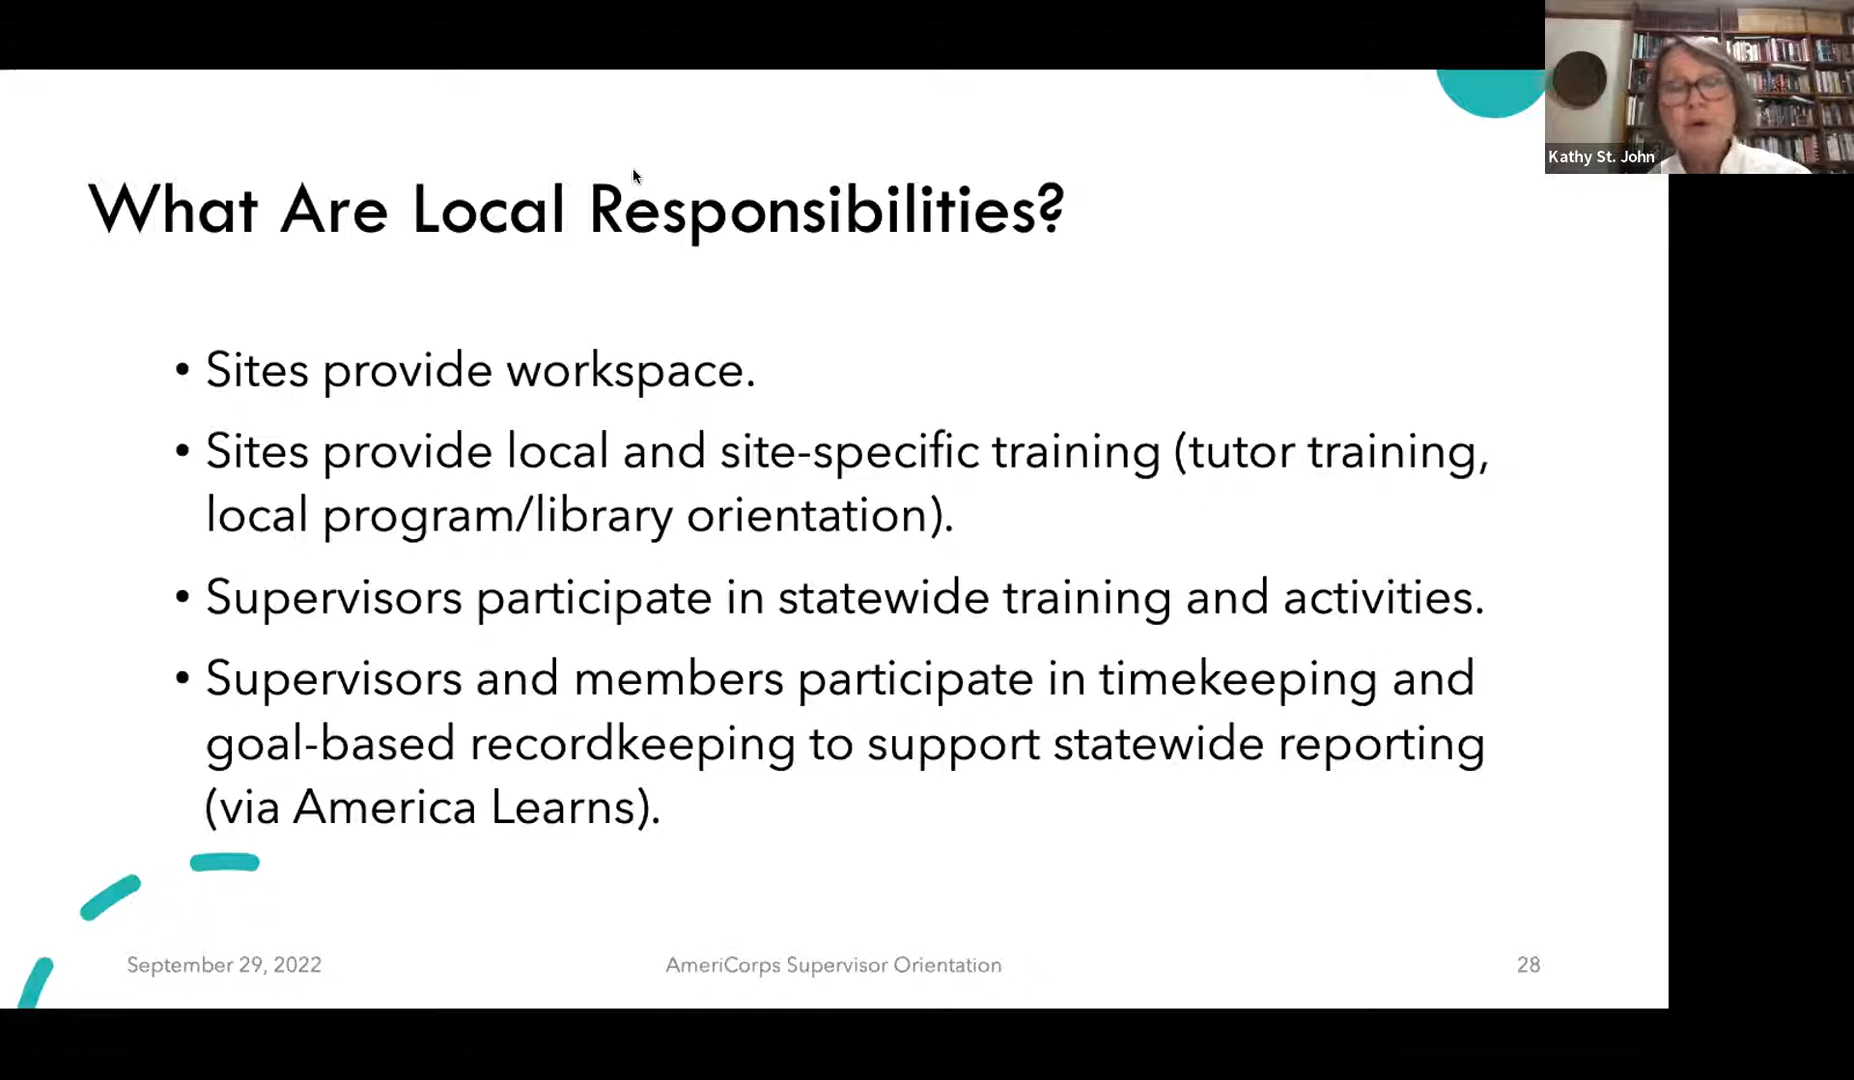 Kathy St. John
What Are Local Responsibilities?
• Sites provide workspace.
• Sites provide local and site-specific training (tutor training,
local program/library orientation).
• Supervisors participate in statewide training and activities.
• Supervisors and members participate in timekeeping and
goal-based recordkeeping to support statewide reporting
(via America Learns).
September 29, 2022
AmeriCorps Supervisor Orientation
28